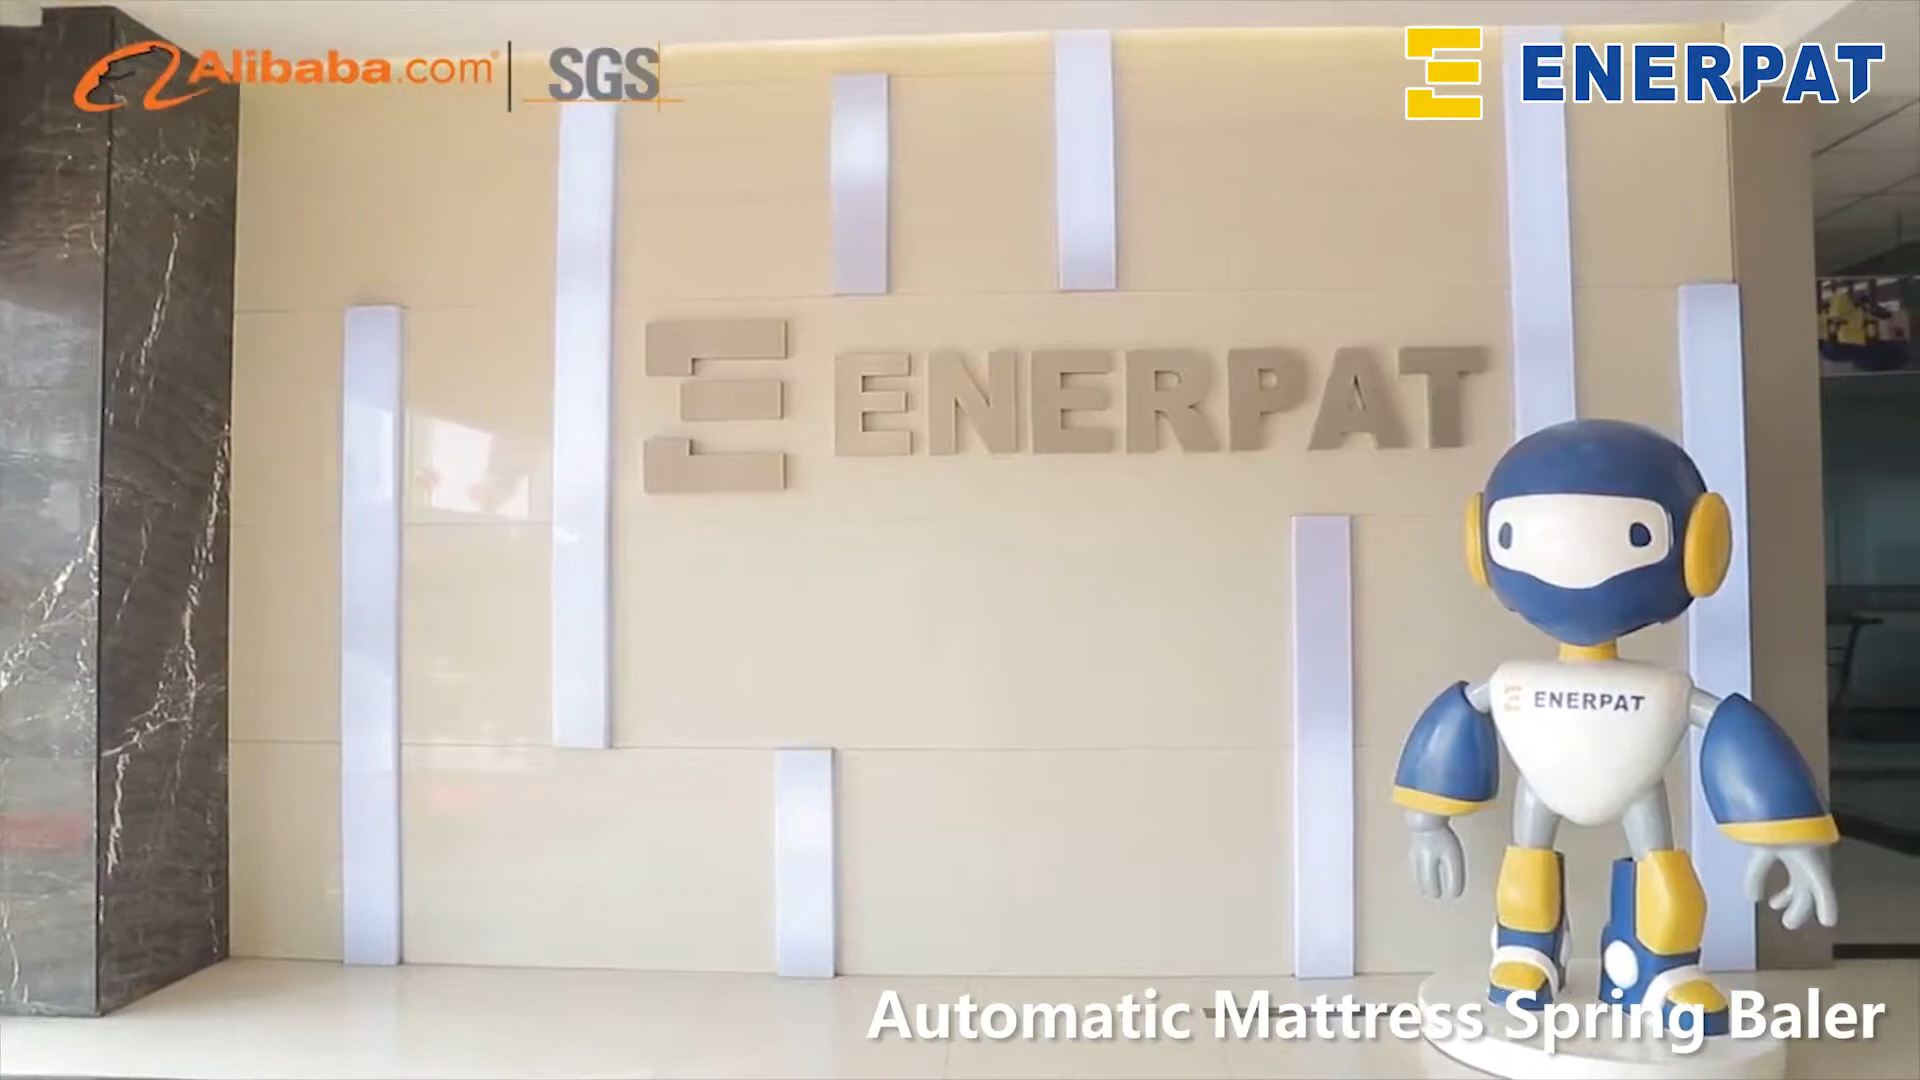 Alibaba.com
SGS
ENERPAT
ENERPAT
ENERPAT
Automatic Mattress Spring Baler